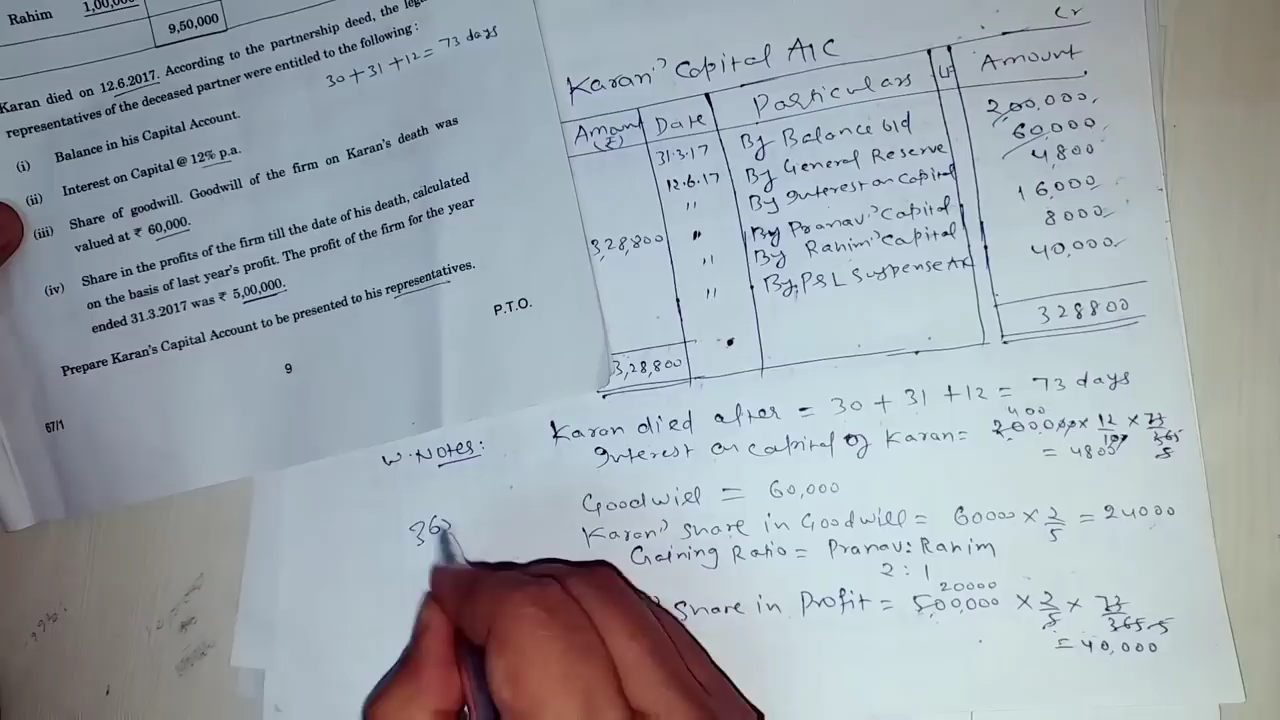 Rahim 1,00,000
9,50,000
Karan died on 12.6.2017. According to the partnership deed, the legal
representatives of the deceased partner were entitled to the following :
30 + 31 + 12 = 73 days
(i) Balance in his Capital Account.
(ii) Interest on Capital @ 12% p.a.
(iii) Share of goodwill. Goodwill of the firm on Karan's death was
valued at ₹ 60,000.
(iv) Share in the profits of the firm till the date of his death, calculated
on the basis of last year's profit. The profit of the firm for the year
ended 31.3.2017 was ₹ 5,00,000.
Prepare Karan's Capital Account to be presented to his representatives.
P.T.O.
9
67/1
Cr
Karan's Capital A/C
Amount (₹) Date Particulars LF Amount
31.3.17 By Balance b/d 200,000
12.6.17 By General Reserve 60,000
" By Interest on Capital 4,800
3,28,800 " By Pranav's Capital 16,000
" By Rahim's Capital 8000
" By P&L Suspense A/c 40,000
3,28,800 328800
Karan died after = 30 + 31 + 12 = 73 days
W. Notes:
Interest on capital of Karan = 200,000 × 12/100 × 73/365
400
5
= 4800
Goodwill = 60,000
Karan's share in Goodwill = 60000 × 2/5 = 24000
Gaining Ratio = Pranav : Rahim
2 : 1
20000
share in Profit = 500,000 × 2/5 × 73/365 5
= 40,000